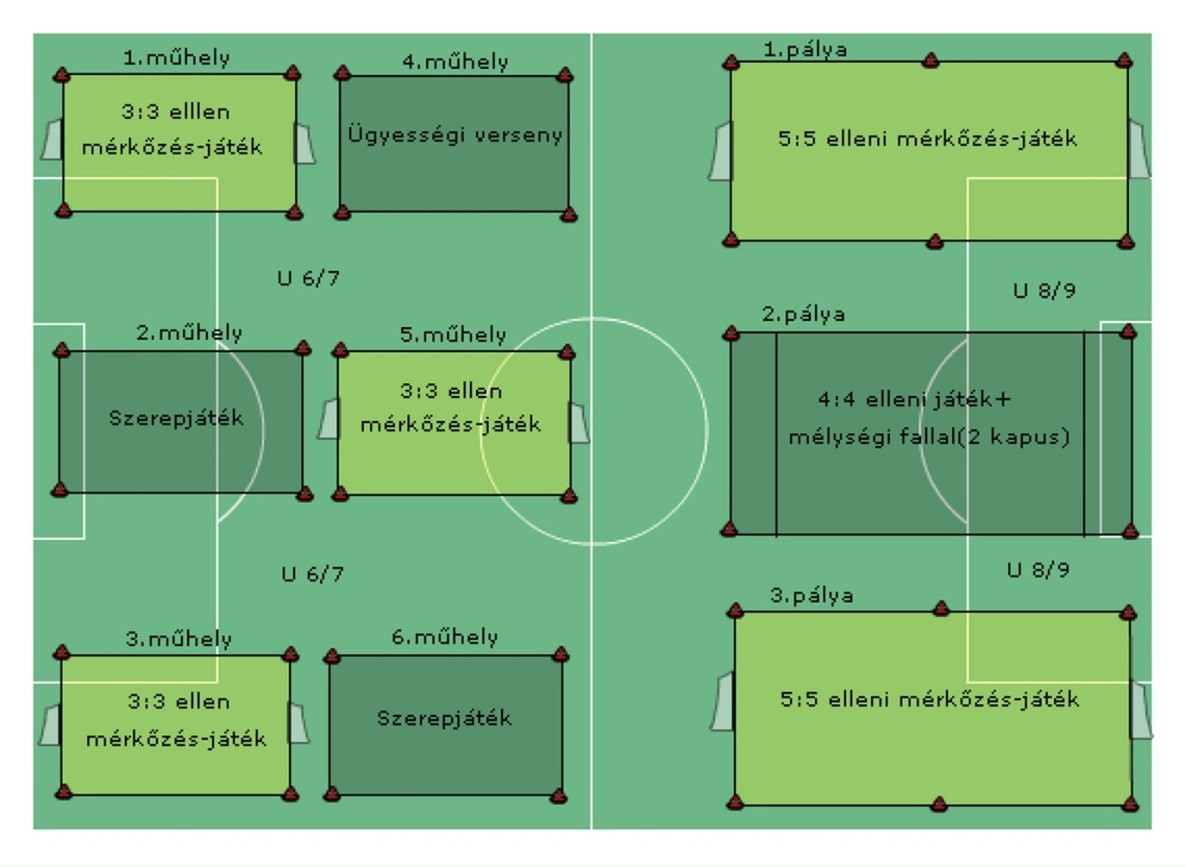 1.műhely
3:3 elllen
mérkőzés-játék
4.műhely
Ügyességi verseny
U 6/7
2.műhely
Szerepjáték
5.műhely
3:3 ellen
mérkőzés-játék
U 6/7
3.műhely
3:3 ellen
mérkőzés-játék
6.műhely
Szerepjáték
1.pálya
5:5 elleni mérkőzés-játék
U 8/9
2.pálya
4:4 elleni játék+
mélységi fallal(2 kapus)
U 8/9
3.pálya
5:5 elleni mérkőzés-játék